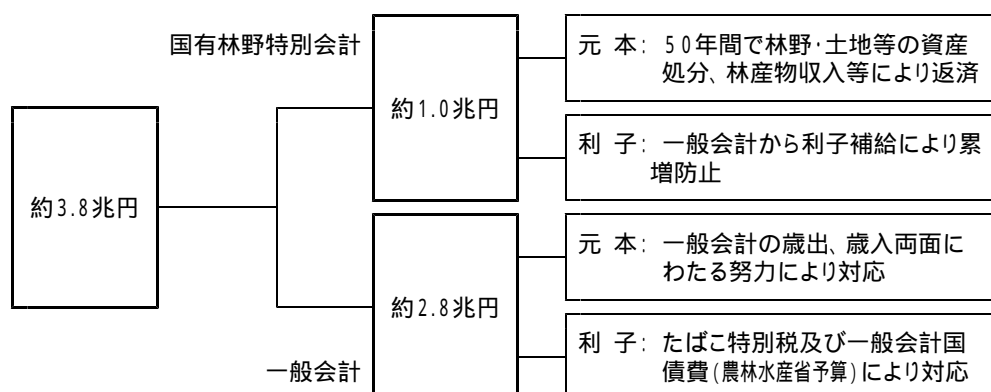 国有林野特別会計
元 本: 50年間で林野・土地等の資産
処分、林産物収入等により返済
約1.0兆円
利 子: 一般会計から利子補給により累
増防止
約3.8兆円
元 本: 一般会計の歳出、歳入両面に
わたる努力により対応
約2.8兆円
利 子: たばこ特別税及び一般会計国
債費(農林水産省予算)により対応
一般会計